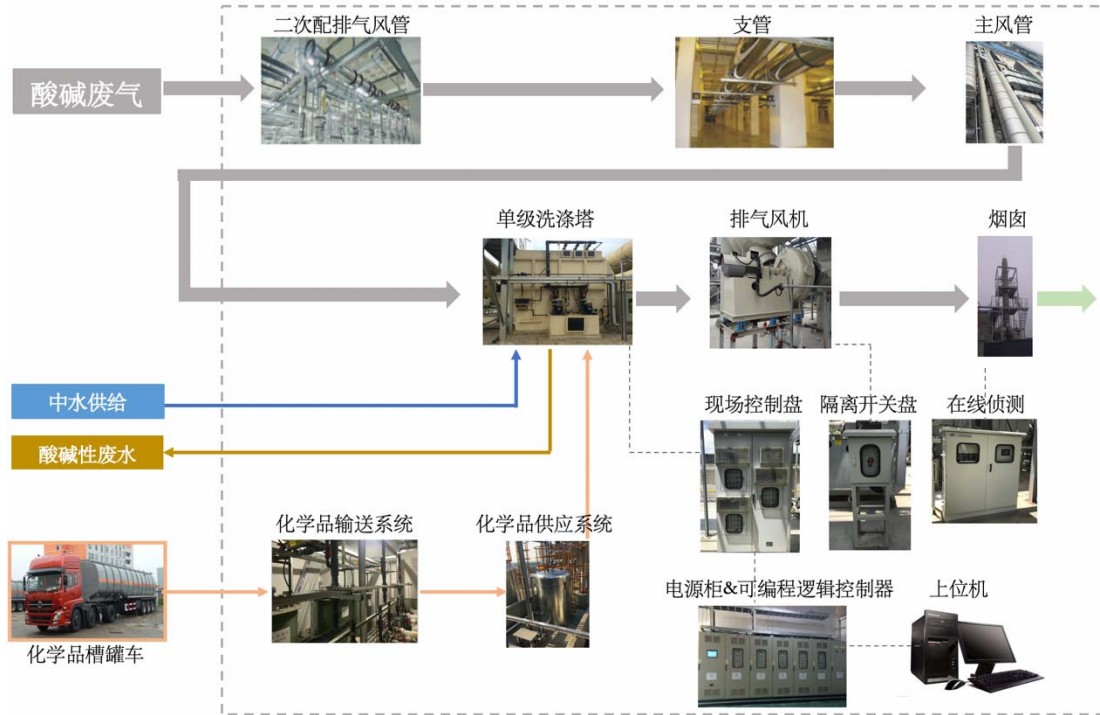 二次配排气风管
支管
主风管
酸碱废气
单级洗涤塔
排气风机
烟囱
中水供给
酸碱性废水
现场控制盘
隔离开关盘
在线侦测
化学品输送系统
化学品供应系统
化学品槽罐车
电源柜&可编程逻辑控制器
上位机